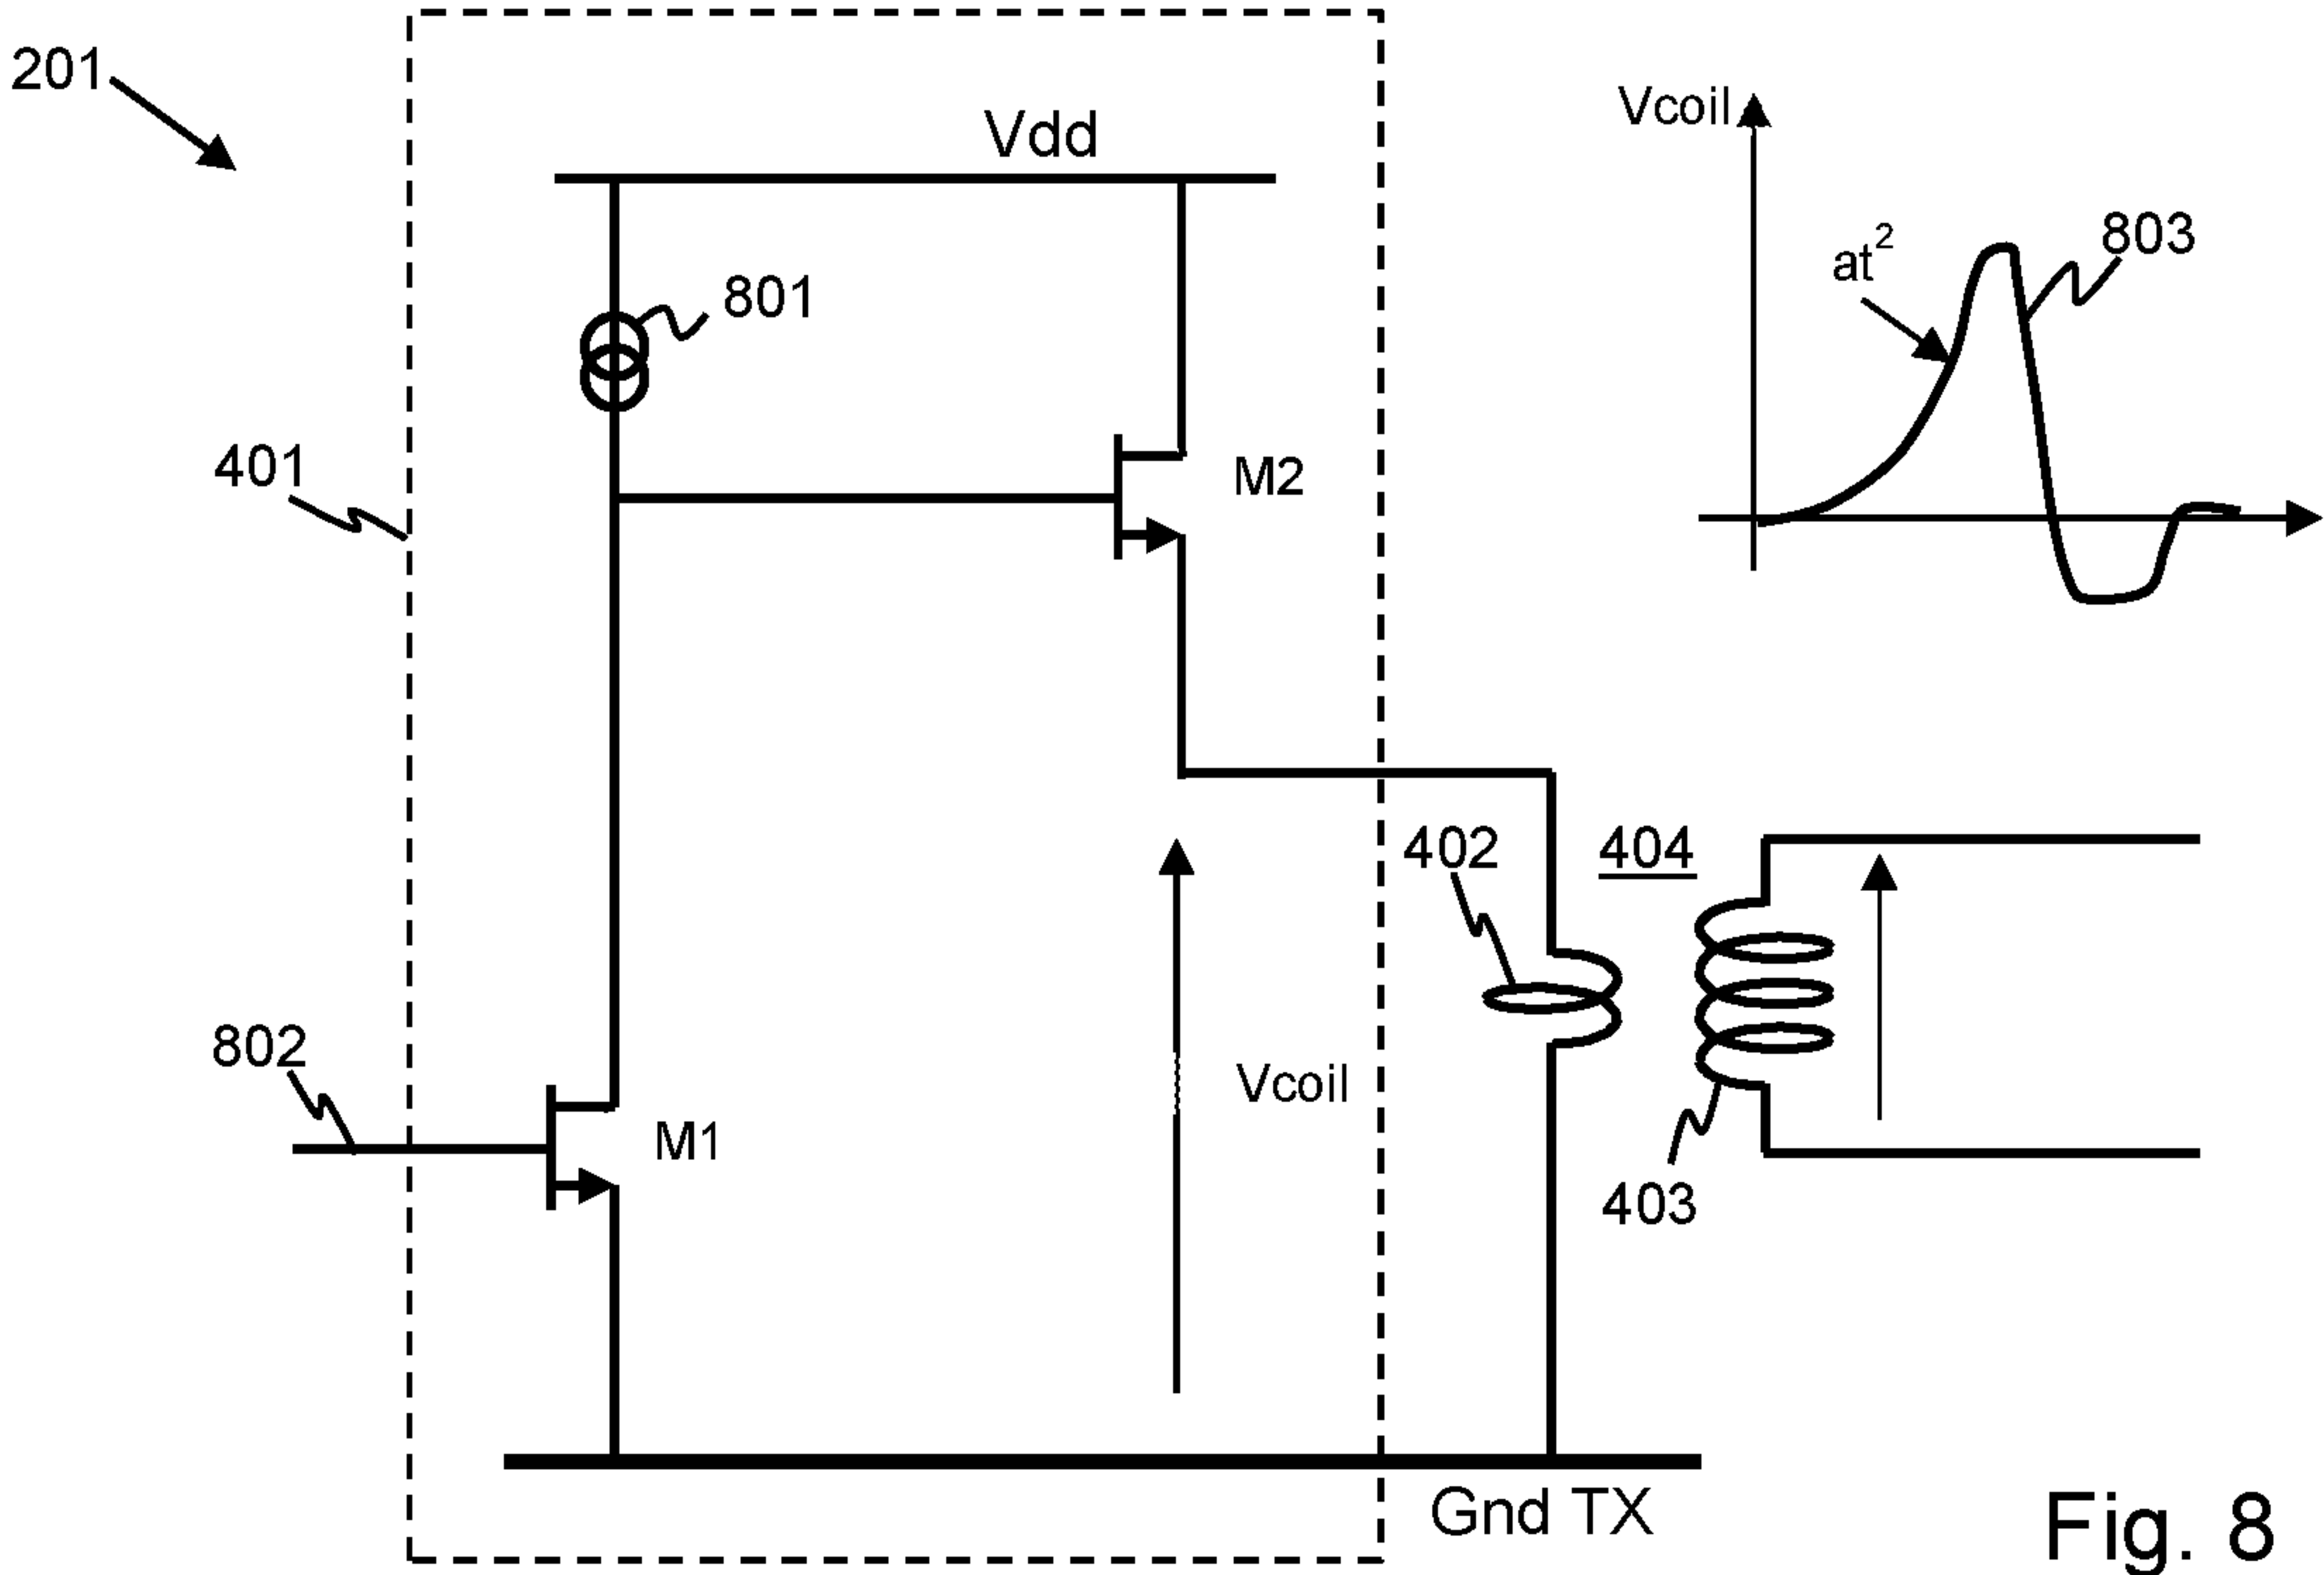 201
Vdd
Vcoil
at²
803
801
401
M2
402
404
802
Vcoil
M1
403
Gnd TX
Fig. 8